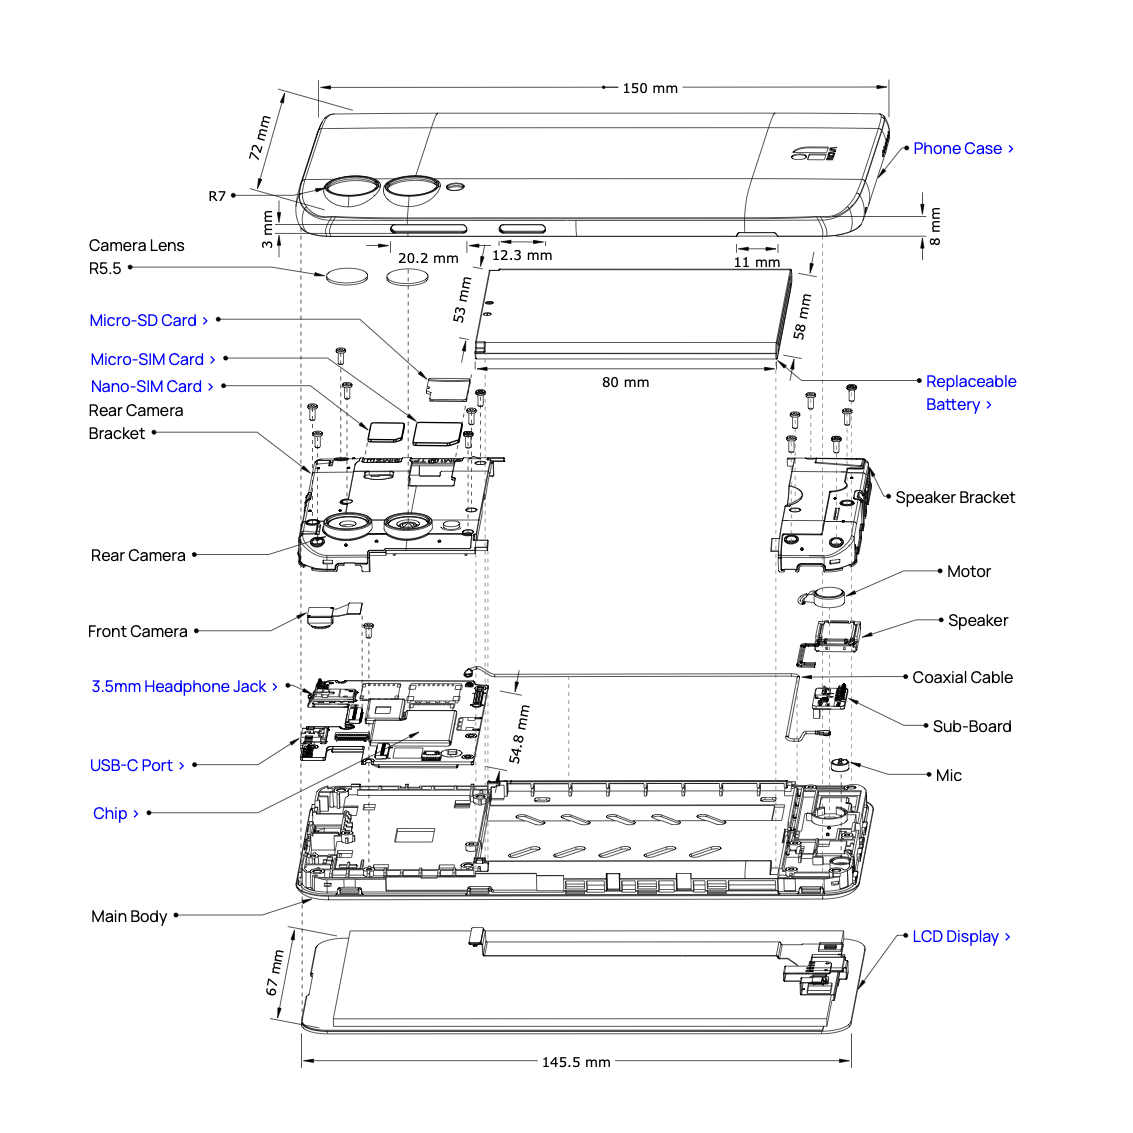 150 mm
72 mm
Phone Case >
R7
3 mm
8 mm
Camera Lens
R5.5
20.2 mm
12.3 mm
11 mm
53 mm
58 mm
Micro-SD Card >
Micro-SIM Card >
Nano-SIM Card >
80 mm
Replaceable
Battery >
Rear Camera
Bracket
Speaker Bracket
Rear Camera
Motor
Front Camera
Speaker
3.5mm Headphone Jack >
Coaxial Cable
54.8 mm
Sub-Board
USB-C Port >
Mic
Chip >
Main Body
LCD Display >
67 mm
145.5 mm